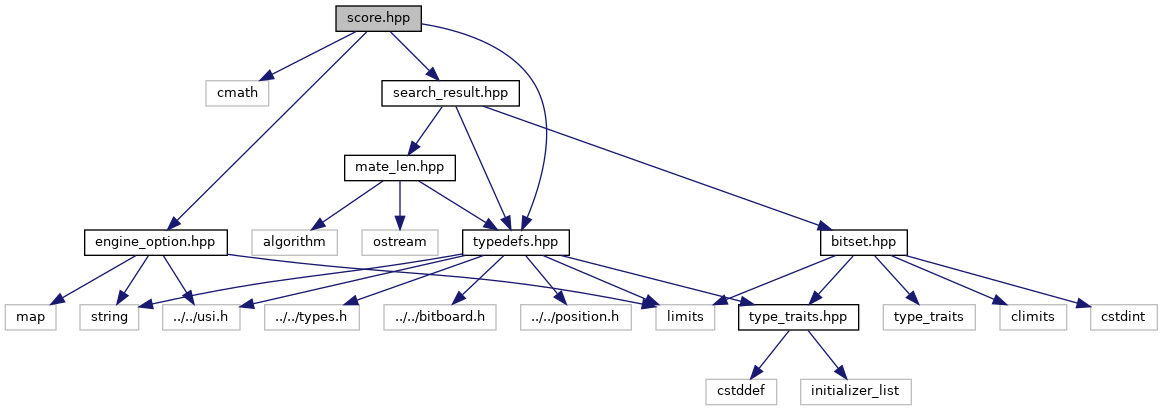 score.hpp
cmath
search_result.hpp
mate_len.hpp
engine_option.hpp
algorithm
ostream
typedefs.hpp
bitset.hpp
map
string
../../usi.h
../../types.h
../../bitboard.h
../../position.h
limits
type_traits.hpp
type_traits
climits
cstdint
cstddef
initializer_list